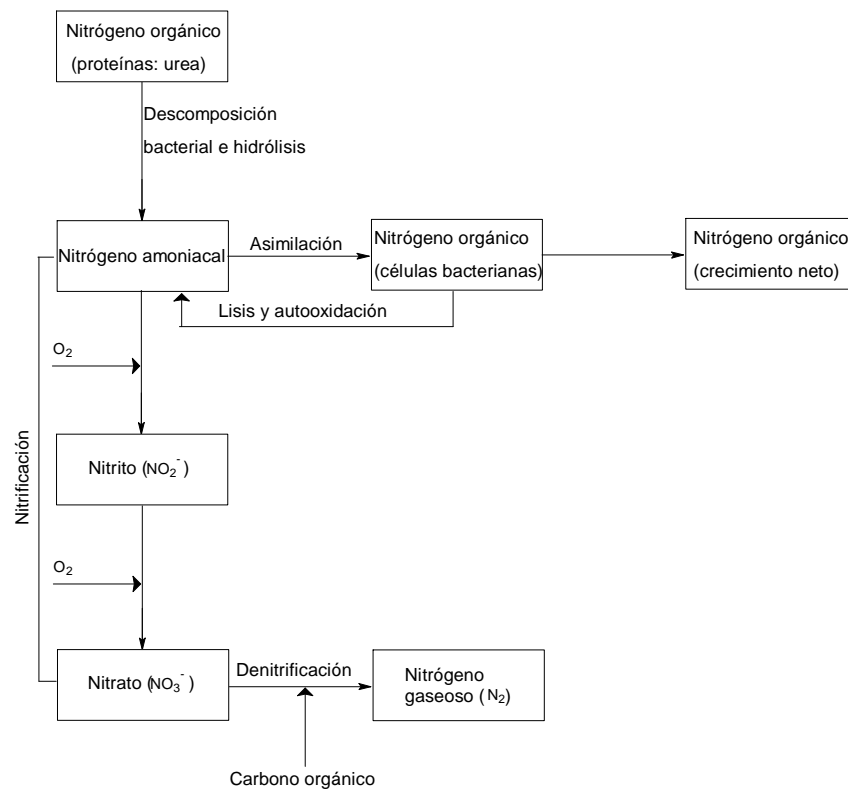 Nitrógeno orgánico
(proteínas: urea)
Descomposición
bacterial e hidrólisis
Nitrógeno amoniacal
Asimilación
Nitrógeno orgánico
(células bacterianas)
Nitrógeno orgánico
(crecimiento neto)
Lisis y autooxidación
O₂
Nitrificación
Nitrito (NO₂⁻)
O₂
Nitrato (NO₃⁻)
Denitrificación
Nitrógeno
gaseoso (N₂)
Carbono orgánico